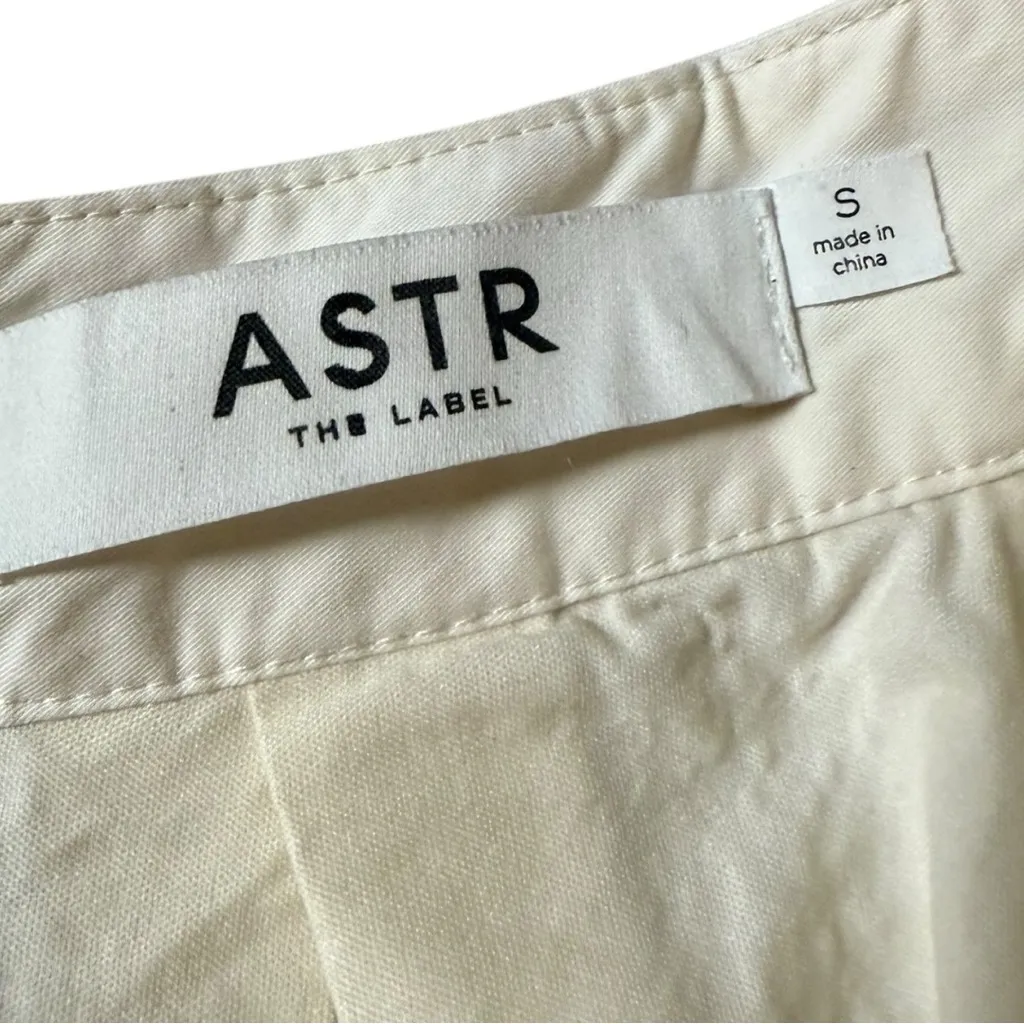 ASTR
THE LABEL
S
made in
china